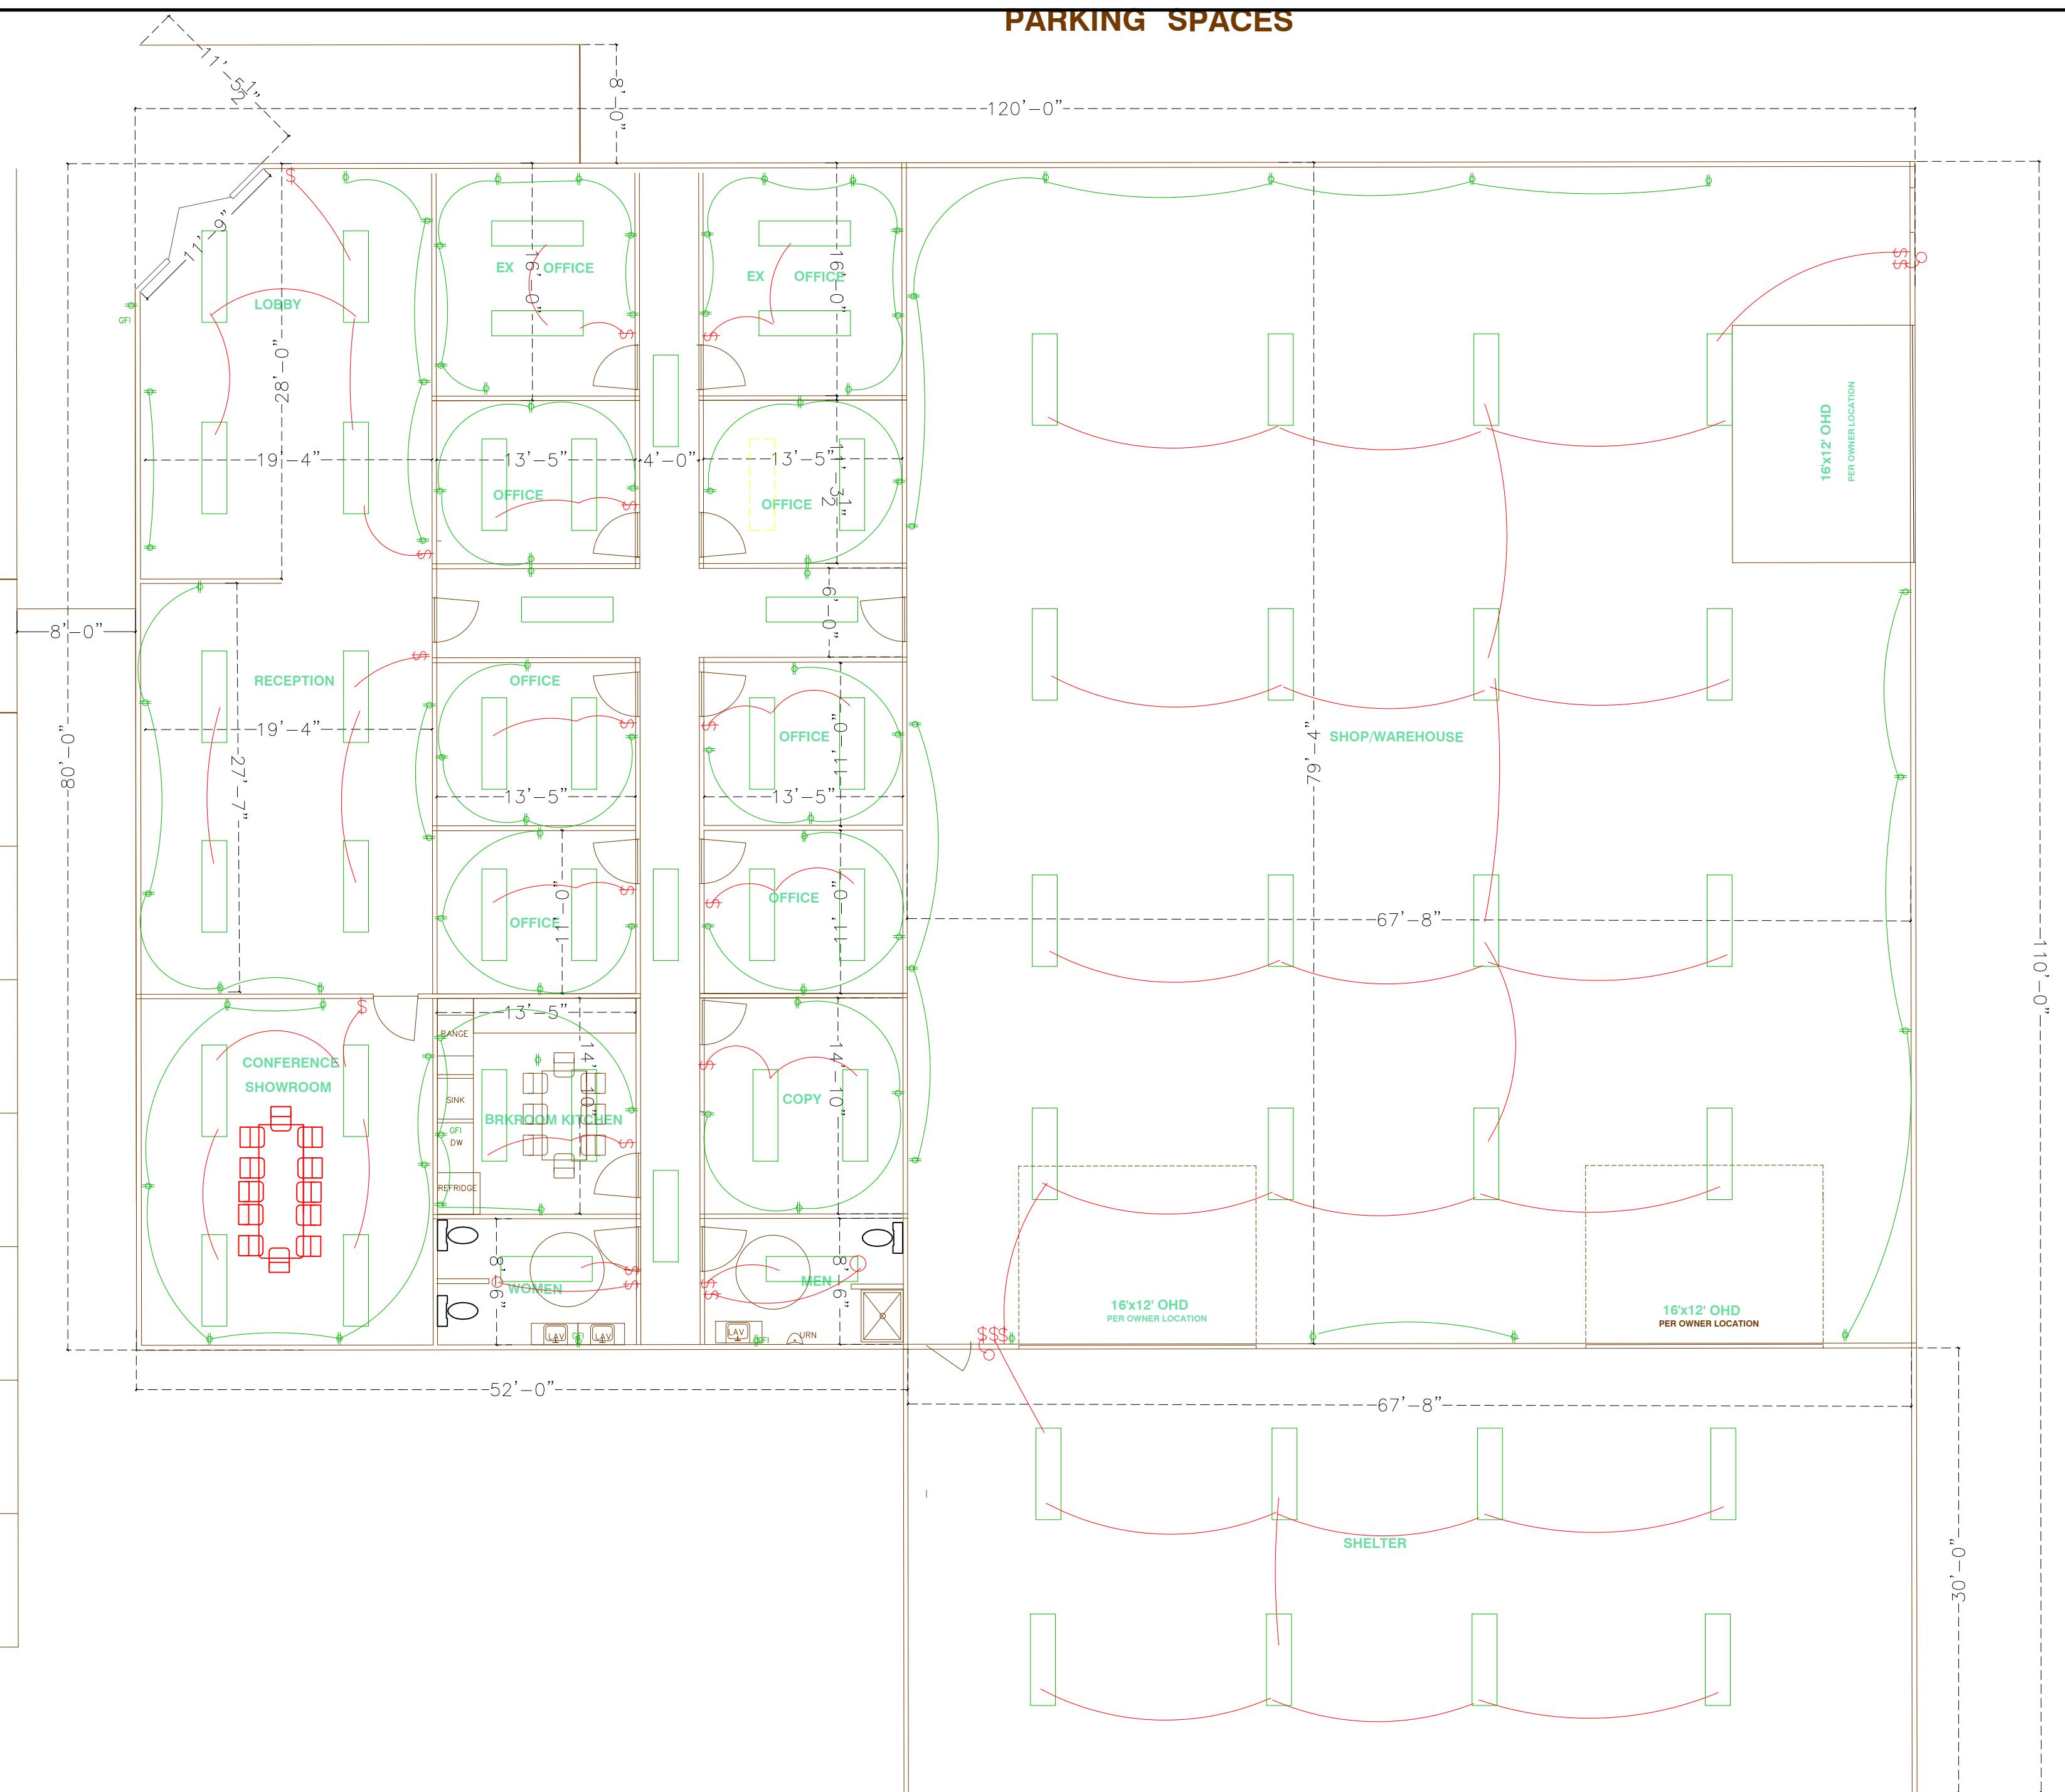 PARKING SPACES
11'-5 1/2"
8'-0"
120'-0"
$
11'-9"
LOBBY
GFI
28'-0"
EX OFFICE
16'-0"
$
EX OFFICE
16'-0"
$
$$
16'x12' OHD
PER OWNER LOCATION
19'-4"
13'-5"
4'-0"
13'-5"
OFFICE
$
OFFICE
11'-3 1/2"
$
8'-0"
6'-0"
$
RECEPTION
OFFICE
19'-4"
80'-0"
27'-7"
$
$
OFFICE
11'-0"
SHOP/WAREHOUSE
79'-4"
13'-5"
13'-5"
$
OFFICE
11'-0"
OFFICE
$
11'-0"
67'-8"
110'-0"
$
13'-5"
RANGE
14'-10"
CONFERENCE
SHOWROOM
SINK
BRKROOM KITCHEN
GFI
DW
$
REFRIDGE
$
COPY
14'-10"
WOMEN
8'-6"
$
$
LAV
GFI
LAV
$
$
MEN
8'-6"
LAV
GFI
URN
$$$
16'x12' OHD
PER OWNER LOCATION
16'x12' OHD
PER OWNER LOCATION
52'-0"
67'-8"
SHELTER
30'-0"